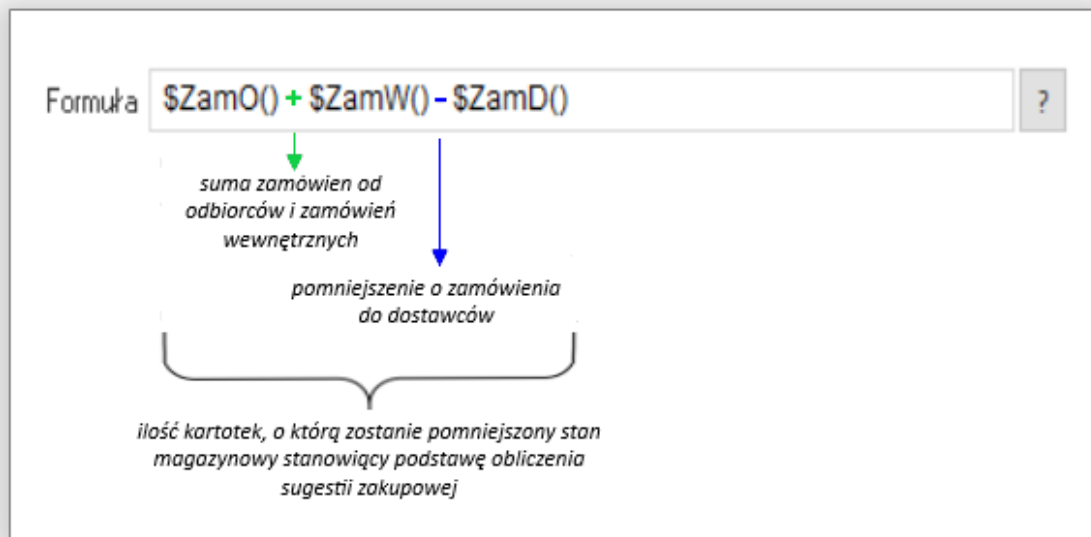 Formuła $ZamO() + $ZamW() - $ZamD() ?
suma zamówien od
odbiorców i zamówień
wewnętrznych
pomniejszenie o zamówienia
do dostawców
ilość kartotek, o którą zostanie pomniejszony stan
magazynowy stanowiący podstawę obliczenia
sugestii zakupowej